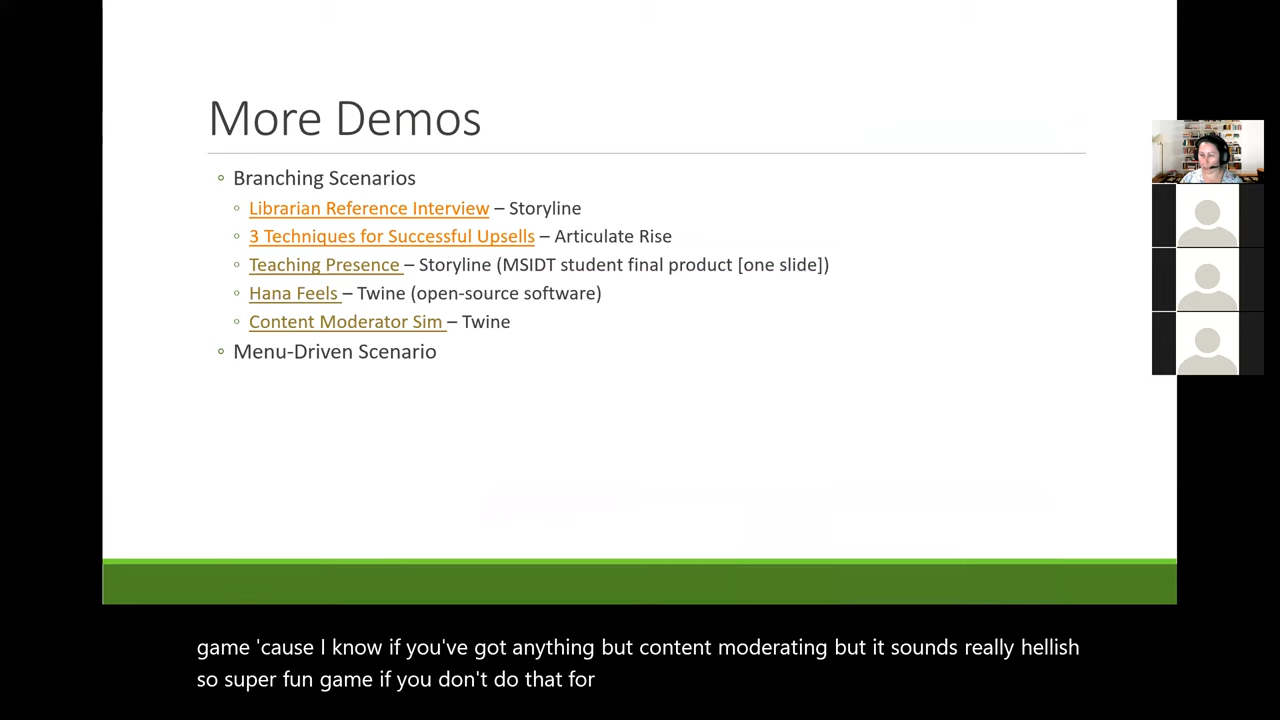 More Demos
Branching Scenarios
Librarian Reference Interview – Storyline
3 Techniques for Successful Upsells – Articulate Rise
Teaching Presence – Storyline (MSIDT student final product [one slide])
Hana Feels – Twine (open-source software)
Content Moderator Sim – Twine
Menu-Driven Scenario
game 'cause I know if you've got anything but content moderating but it sounds really hellish
so super fun game if you don't do that for